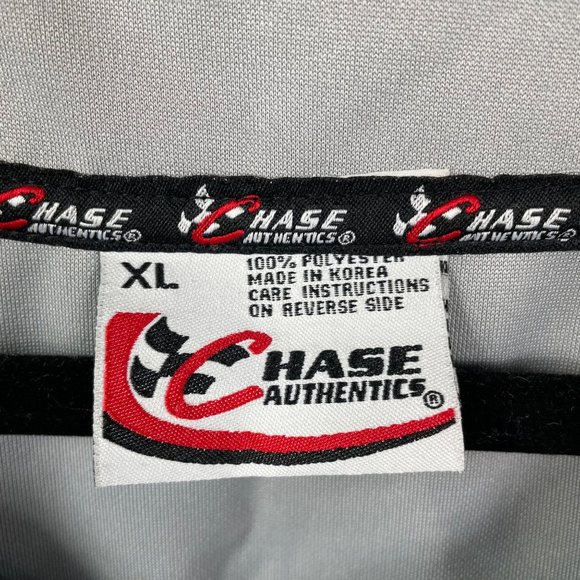 CHASE AUTHENTICS® CHASE AUTHENTICS® CHASE AUTHENTICS®
XL
100% POLYESTER
MADE IN KOREA
CARE INSTRUCTIONS
ON REVERSE SIDE
CHASE
AUTHENTICS®